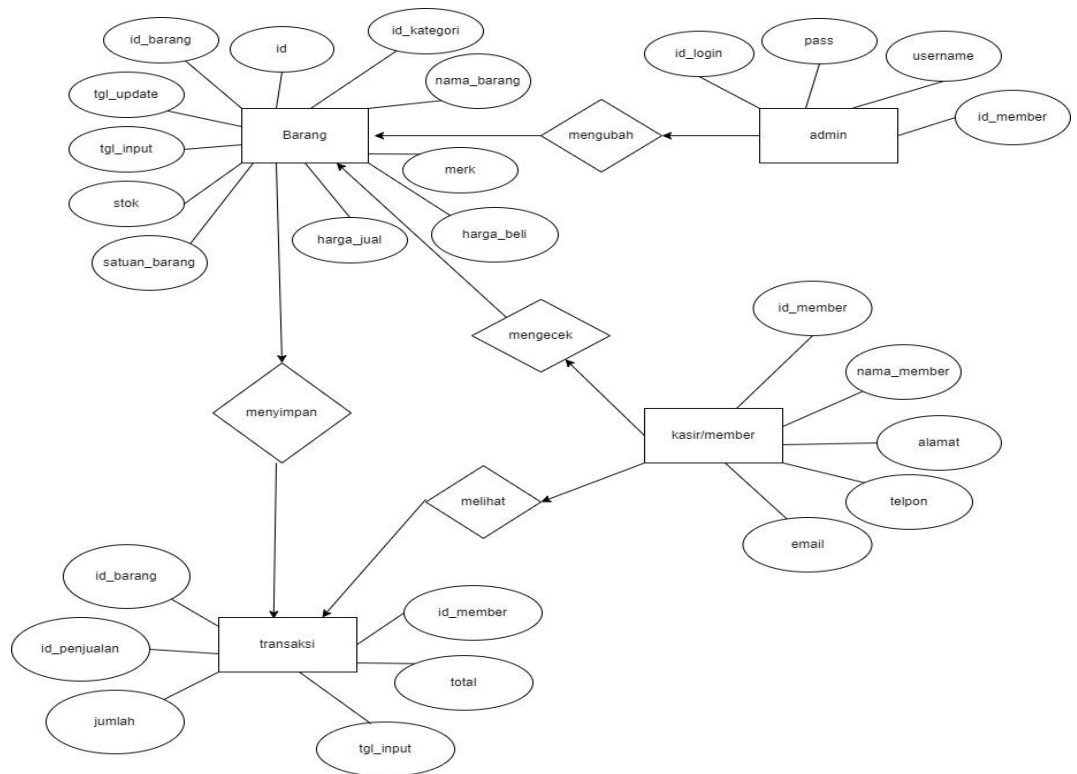 id_barang
id
id_kategori
nama_barang
tgl_update
Barang
tgl_input
merk
stok
harga_jual
harga_beli
satuan_barang
mengubah
id_login
pass
username
admin
id_member
mengecek
id_member
nama_member
kasir/member
alamat
telpon
email
menyimpan
melihat
id_barang
id_member
transaksi
id_penjualan
total
jumlah
tgl_input